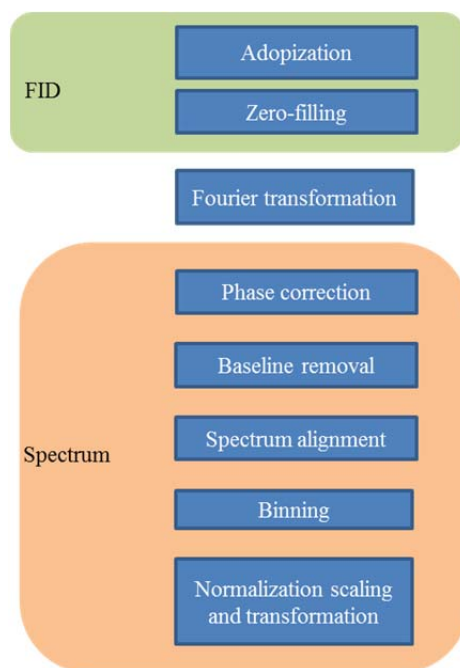 FID
Adopization
Zero-filling
Fourier transformation
Spectrum
Phase correction
Baseline removal
Spectrum alignment
Binning
Normalization scaling
and transformation